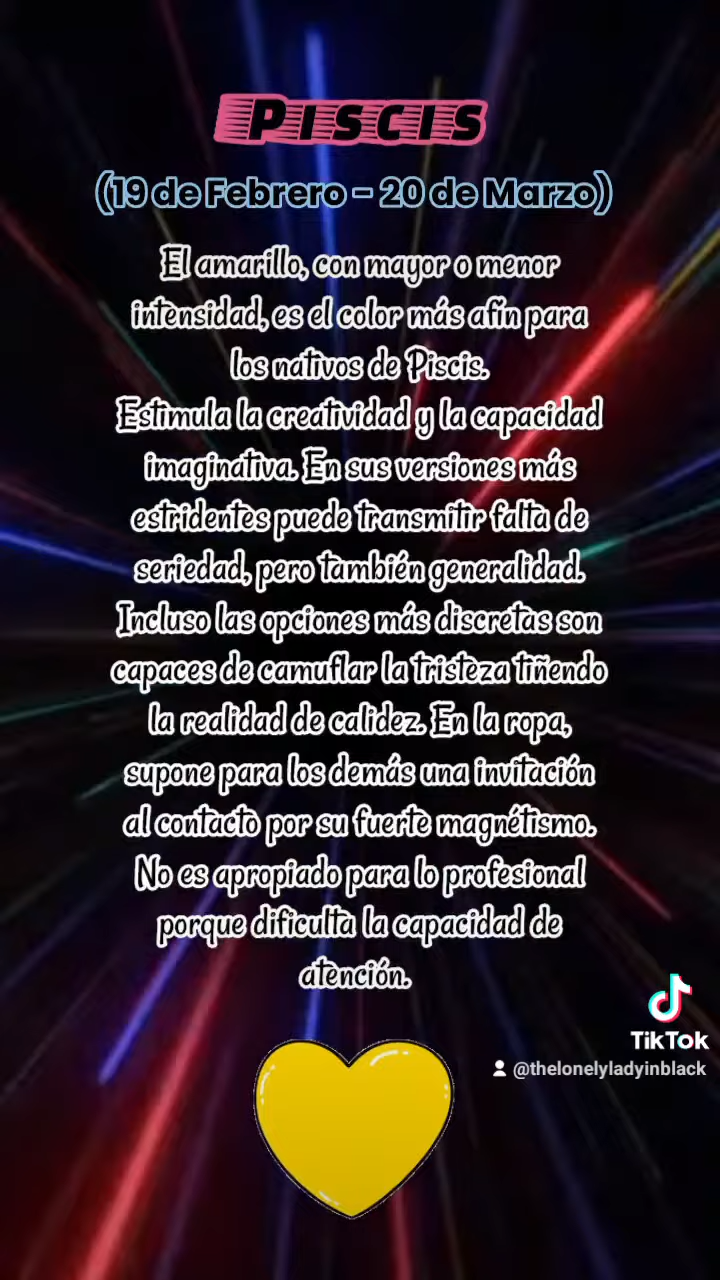 Piscis
(19 de Febrero - 20 de Marzo)
El amarillo, con mayor o menor
intensidad, es el color más afín para
los nativos de Piscis.
Estimula la creatividad y la capacidad
imaginativa. En sus versiones más
estridentes puede transmitir falta de
seriedad, pero también generalidad.
Incluso las opciones más discretas son
capaces de camuflar la tristeza tiñendo
la realidad de calidez. En la ropa,
supone para los demás una invitación
al contacto por su fuerte magnétismo.
No es apropiado para lo profesional
porque dificulta la capacidad de
atención.
TikTok
@thelonelyladyinblack